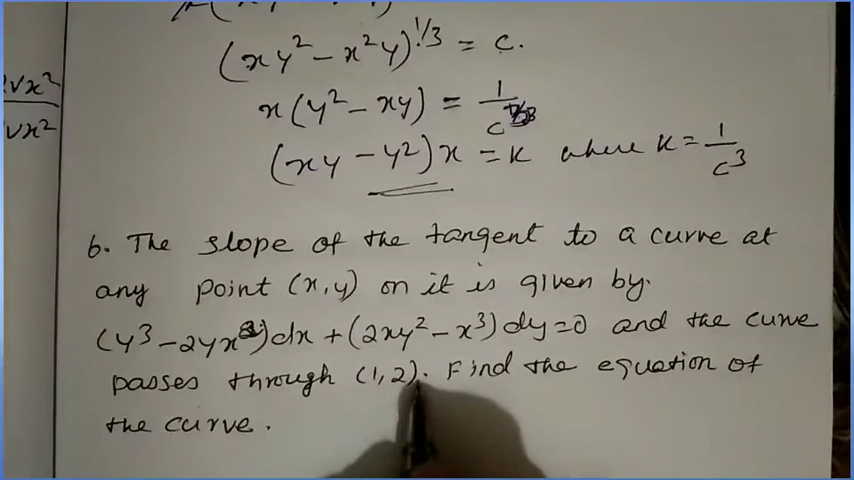 (xy² - x²y)^1/3 = c.
√x²
x(y² - xy) = 1/c
√x²
(xy - y²)x = k where k = 1/c³
6. The slope of the tangent to a curve at
any point (x,y) on it is given by.
(y³ - 2yx²)dx + (2xy² - x³)dy=0 and the curve
passes through (1,2). Find the equation of
the curve.